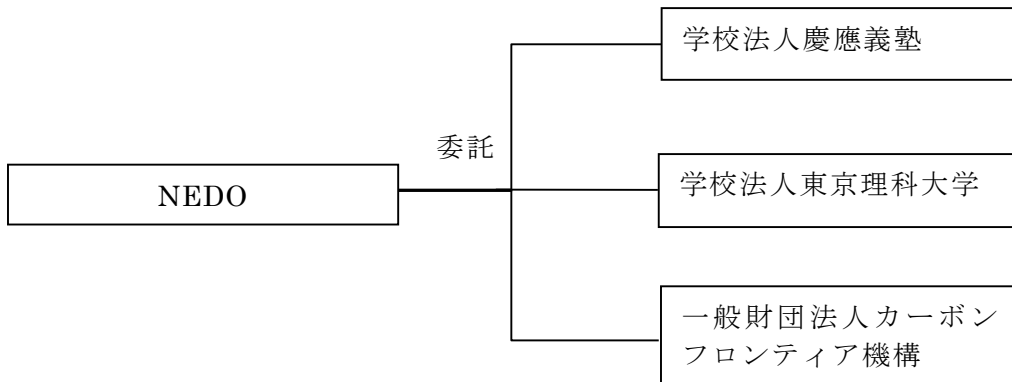 学校法人慶應義塾
委託
NEDO
学校法人東京理科大学
一般財団法人カーボン
フロンティア機構